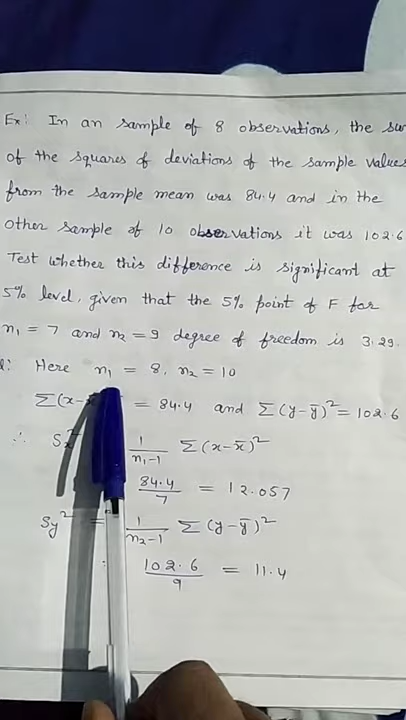 Ex: In an sample of 8 observations, the
of the squares of deviations of the sample values
from the sample mean was 84.4 and in the
other sample of 10 observations it was 102.6
Test whether this difference is significant at
5% level, given that the 5% point of F for
n₁ = 7 and n₂ = 9 degree of freedom is 3.29.
Here n₁ = 8, n₂ = 10
Σ(x- = 84.4 and Σ(y-ȳ)² = 102.6
∴ Sx² 1/(n₁-1) Σ(x-x̄)²
84.4/7 = 12.057
Sy² = 1/(n₂-1) Σ(y-ȳ)²
102.6/9 = 11.4